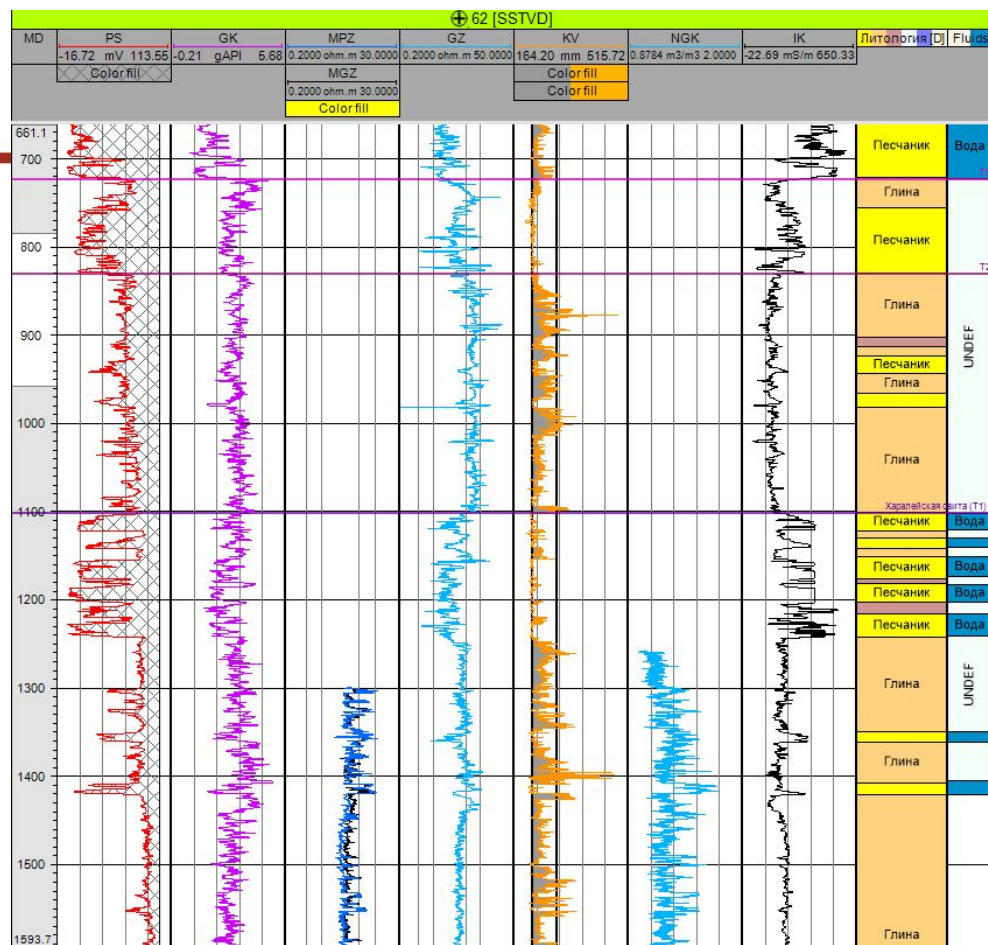 62 [SSTVD]
MD PS GK MPZ GZ KV NGK IK Литология [D] Fluids
-16.72 mV 113.55 -0.21 gAPI 5.68 0.2000 ohm.m 30.0000 0.2000 ohm.m 50.0000 164.20 mm 515.72 0.8784 m3/m3 2.0000 -22.69 mS/m 650.33
Color fill MGZ Color fill
0.2000 ohm.m 30.0000 Color fill
Color fill
661.1
Песчаник Вода
700
Глина
800 Песчаник
T2
Глина
900 UNDEF
Песчаник
Глина
1000
Глина
1100 Харалейская свита (T1)
Песчаник Вода
Песчаник Вода
1200 Песчаник Вода
Песчаник Вода
1300 Глина UNDEF
1400 Глина
1500
1593.7 Глина